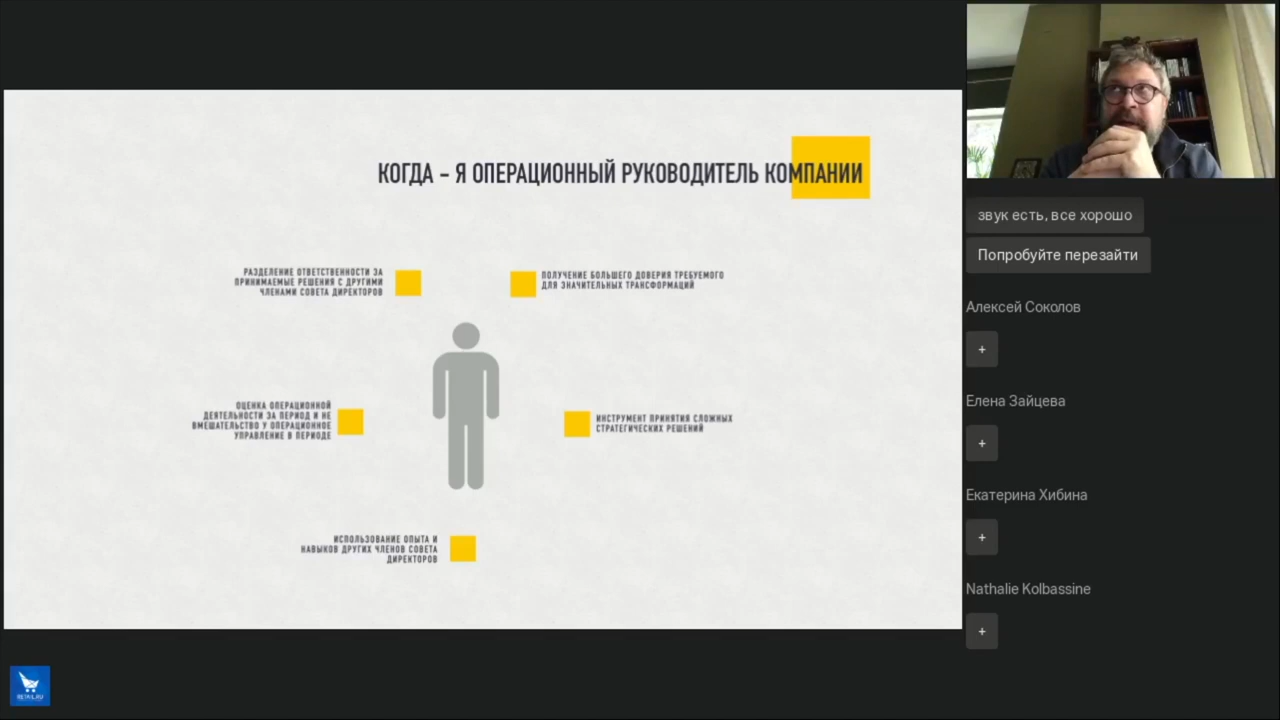 КОГДА – Я ОПЕРАЦИОННЫЙ РУКОВОДИТЕЛЬ КОМПАНИИ
РАЗДЕЛЕНИЕ ОТВЕТСТВЕННОСТИ ЗА
ПРИНИМАЕМЫЕ РЕШЕНИЯ С ДРУГИМИ
ЧЛЕНАМИ СОВЕТА ДИРЕКТОРОВ
ПОЛУЧЕНИЕ БОЛЬШЕГО ДОВЕРИЯ ТРЕБУЕМОГО
ДЛЯ ЗНАЧИТЕЛЬНЫХ ТРАНСФОРМАЦИЙ
ОЦЕНКА ОПЕРАЦИОННОЙ
ДЕЯТЕЛЬНОСТИ ЗА ПЕРИОД И НЕ
ВМЕШАТЕЛЬСТВО У ОПЕРАЦИОННОЕ
УПРАВЛЕНИЕ В ПЕРИОДЕ
ИНСТРУМЕНТ ПРИНЯТИЯ СЛОЖНЫХ
СТРАТЕГИЧЕСКИХ РЕШЕНИЙ
ИСПОЛЬЗОВАНИЕ ОПЫТА И
НАВЫКОВ ДРУГИХ ЧЛЕНОВ СОВЕТА
ДИРЕКТОРОВ
звук есть, все хорошо
Попробуйте перезайти
Алексей Соколов
+
Елена Зайцева
+
Екатерина Хибина
+
Nathalie Kolbassine
+
RETAIL.RU